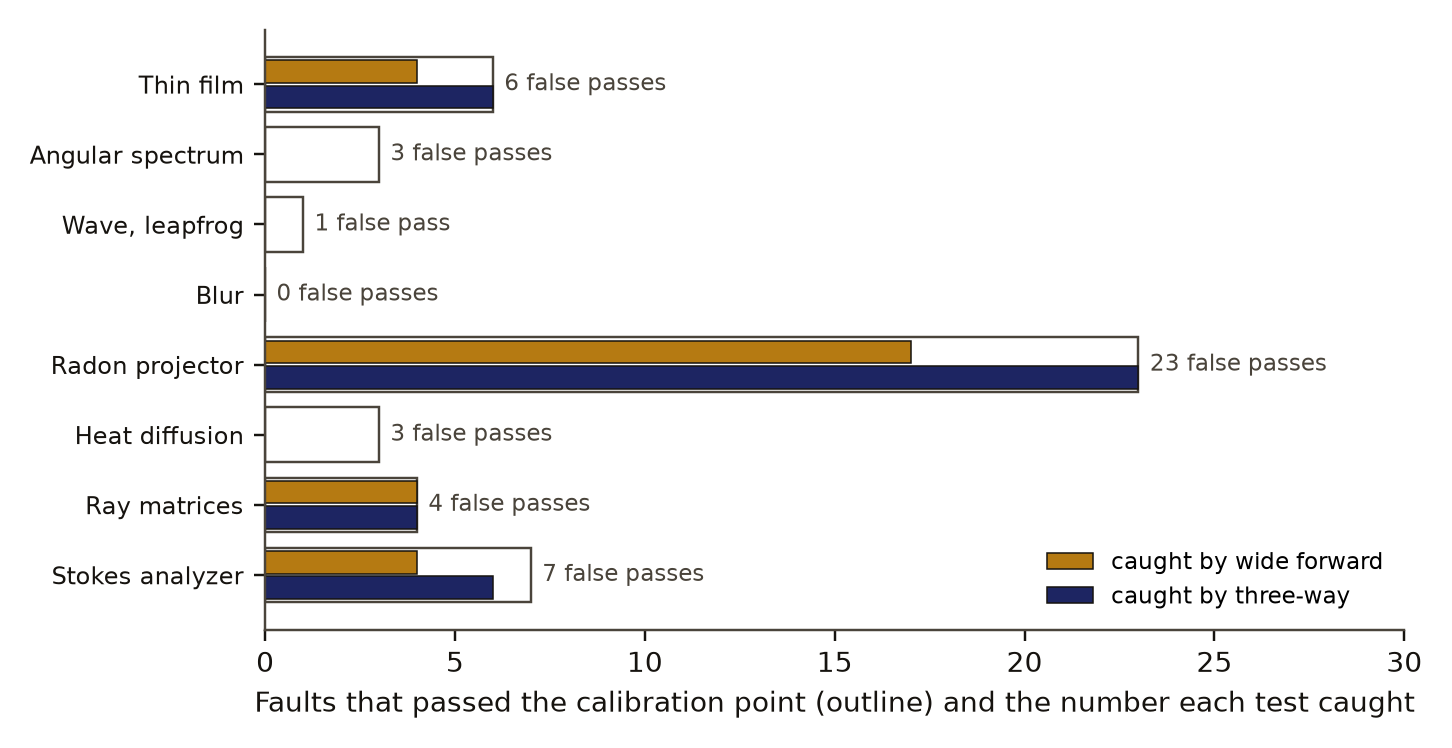 Thin film
6 false passes
Angular spectrum
3 false passes
Wave, leapfrog
1 false pass
Blur
0 false passes
Radon projector
23 false passes
Heat diffusion
3 false passes
Ray matrices
4 false passes
Stokes analyzer
7 false passes
caught by wide forward
caught by three-way
0 5 10 15 20 25 30
Faults that passed the calibration point (outline) and the number each test caught